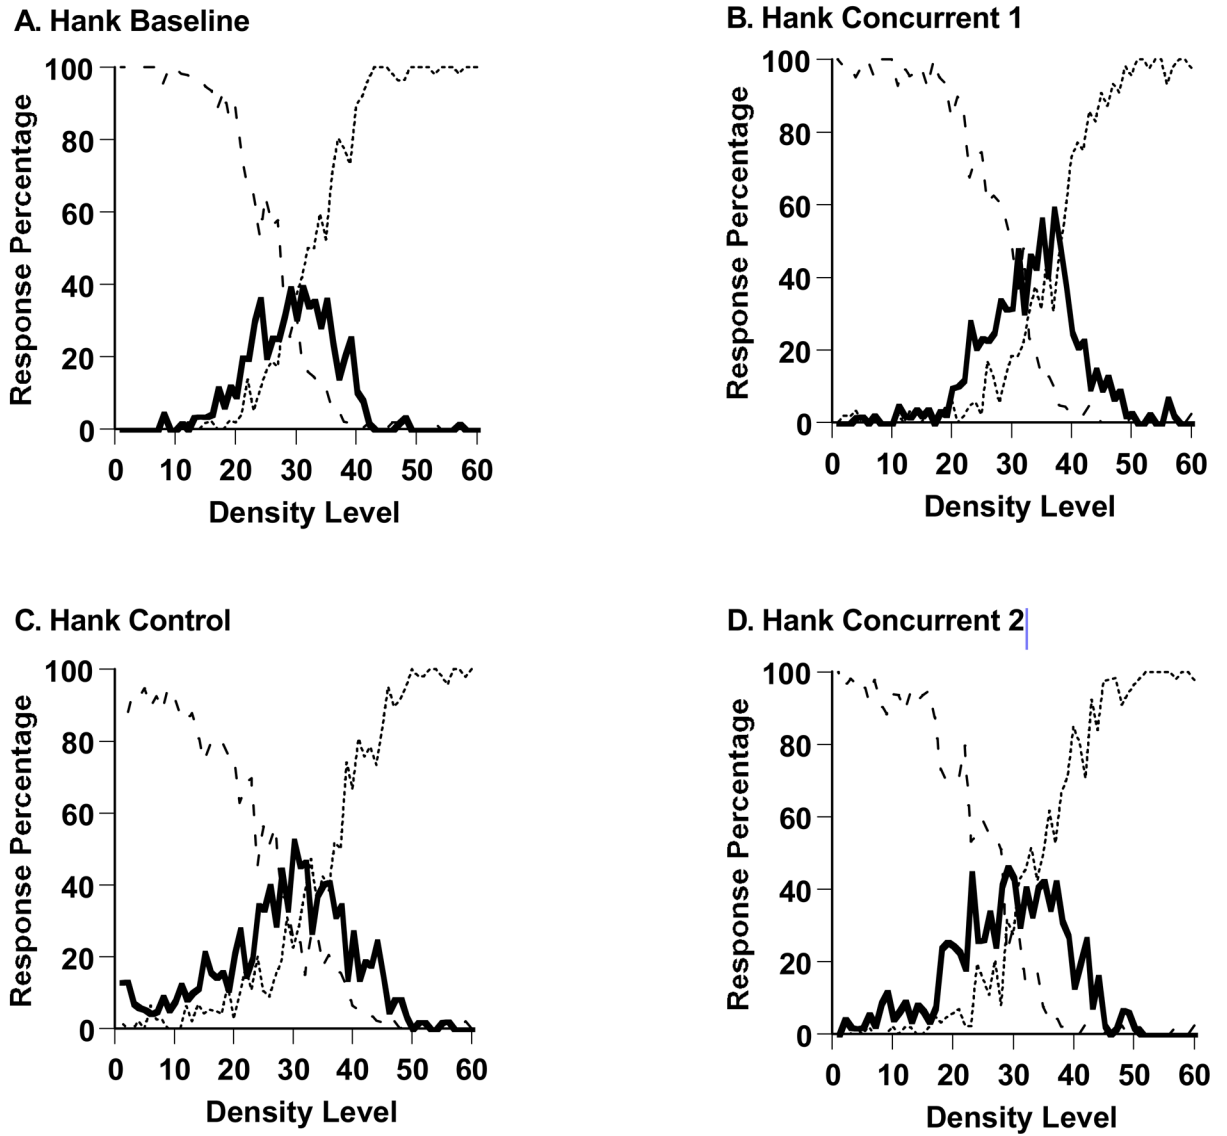 A. Hank Baseline
Response Percentage
100
80
60
40
20
0
0 10 20 30 40 50 60
Density Level
B. Hank Concurrent 1
Response Percentage
100
80
60
40
20
0
0 10 20 30 40 50 60
Density Level
C. Hank Control
Response Percentage
100
80
60
40
20
0
0 10 20 30 40 50 60
Density Level
D. Hank Concurrent 2
Response Percentage
100
80
60
40
20
0
0 10 20 30 40 50 60
Density Level